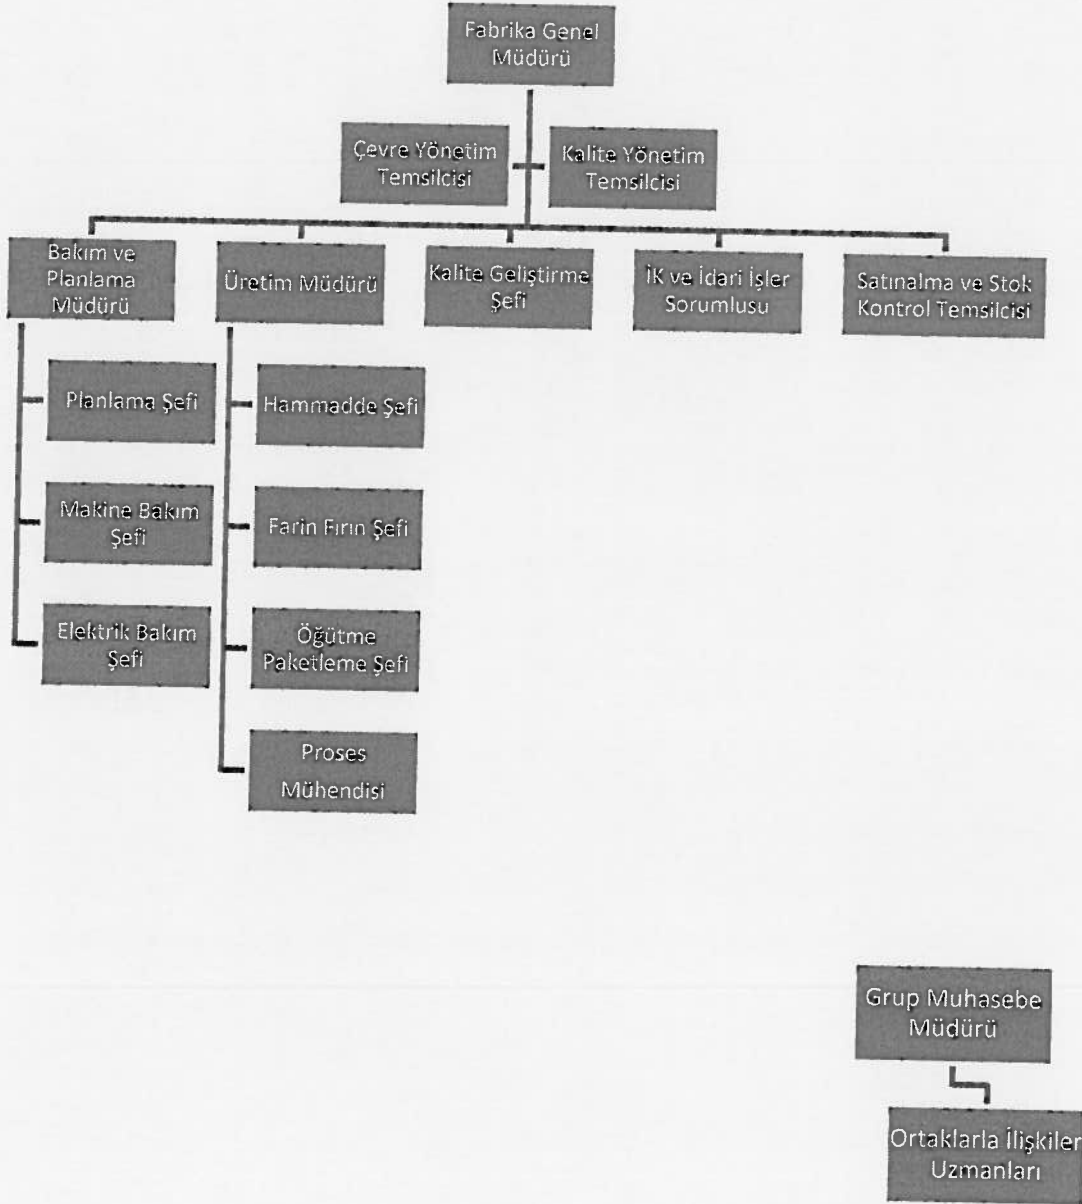 Fabrika Genel
Müdürü
Çevre Yönetim
Temsilcisi
Kalite Yönetim
Temsilcisi
Bakım ve
Planlama
Müdürü
Üretim Müdürü
Kalite Geliştirme
Şefi
İK ve İdari İşler
Sorumlusu
Satınalma ve Stok
Kontrol Temsilcisi
Planlama Şefi
Makine Bakım
Şefi
Elektrik Bakım
Şefi
Hammadde Şefi
Farin Fırın Şefi
Öğütme
Paketleme Şefi
Proses
Mühendisi
Grup Muhasebe
Müdürü
Ortaklarla İlişkiler
Uzmanları